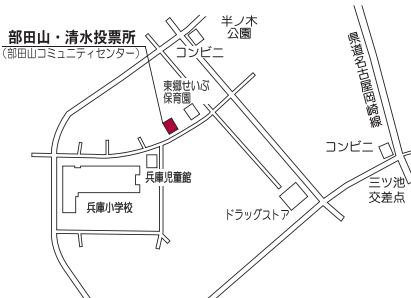 部田山・清水投票所
(部田山コミュニティセンター)
半ノ木
公園
コンビニ
東郷せいぶ
保育園
県道名古屋岡崎線
コンビニ
兵庫児童館
三ツ池
交差点
兵庫小学校
ドラッグストア